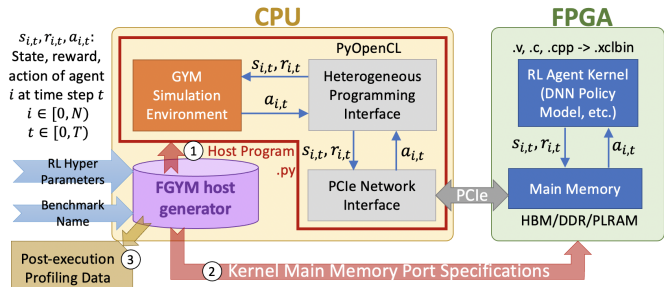 CPU
FPGA
s_{i,t}, r_{i,t}, a_{i,t}:
State, reward,
action of agent
i at time step t
i ∈ [0, N)
t ∈ [0, T)
PyOpenCL
GYM
Simulation
Environment
s_{i,t}, r_{i,t}
a_{i,t}
Heterogeneous
Programming
Interface
.v, .c, .cpp -> .xclbin
RL Agent Kernel
(DNN Policy
Model, etc.)
1 Host Program
.py
s_{i,t}, r_{i,t}
a_{i,t}
s_{i,t}, r_{i,t}
a_{i,t}
RL Hyper
Parameters
FGYM host
generator
PCIe Network
Interface
PCIe
Main Memory
Benchmark
Name
HBM/DDR/PLRAM
Post-execution
Profiling Data
3
2 Kernel Main Memory Port Specifications